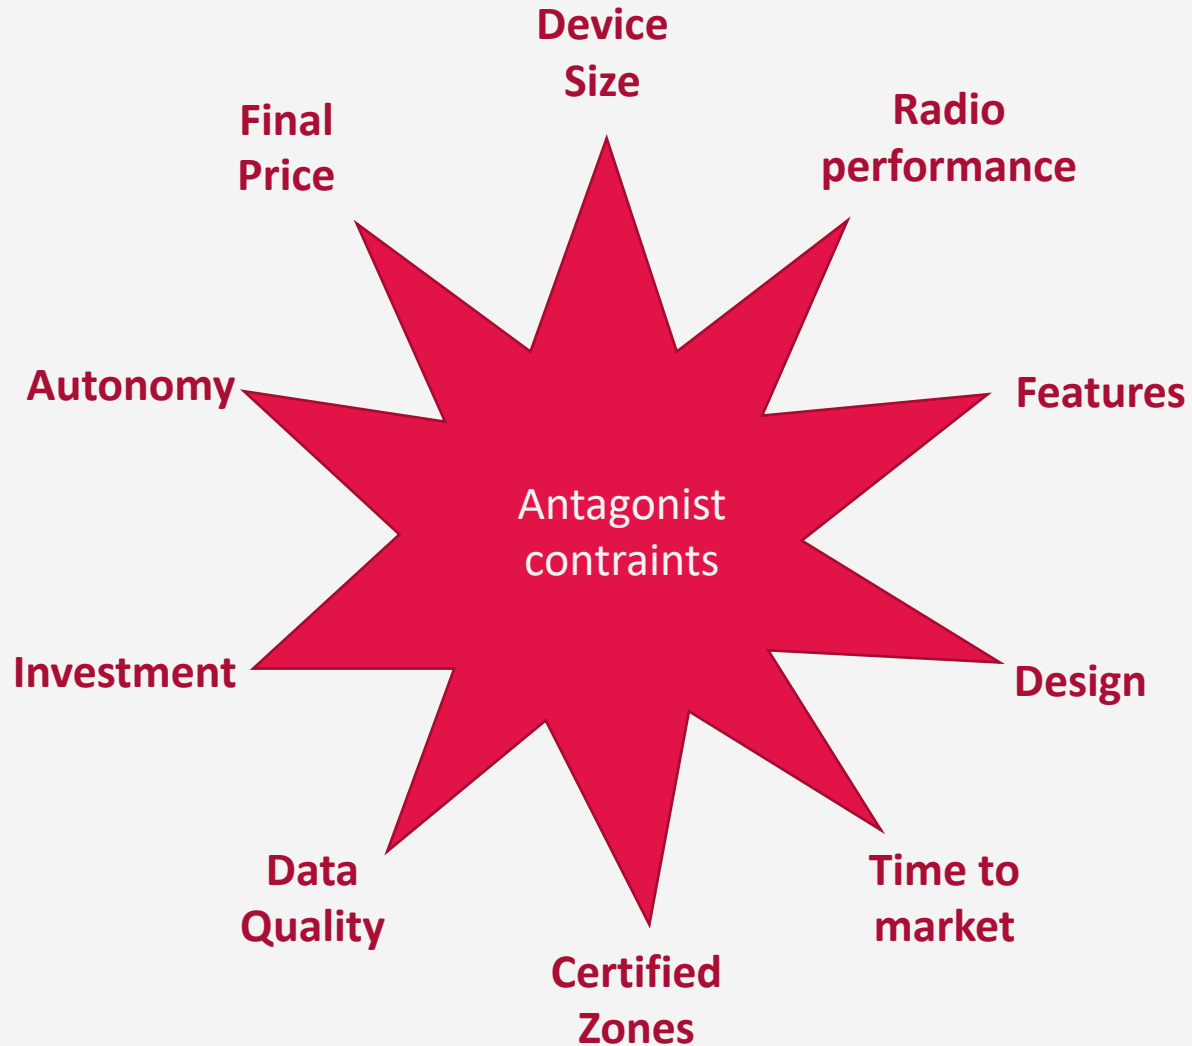 Device
Size
Radio
performance
Final
Price
Autonomy
Features
Antagonist
contraints
Investment
Design
Data
Quality
Time to
market
Certified
Zones